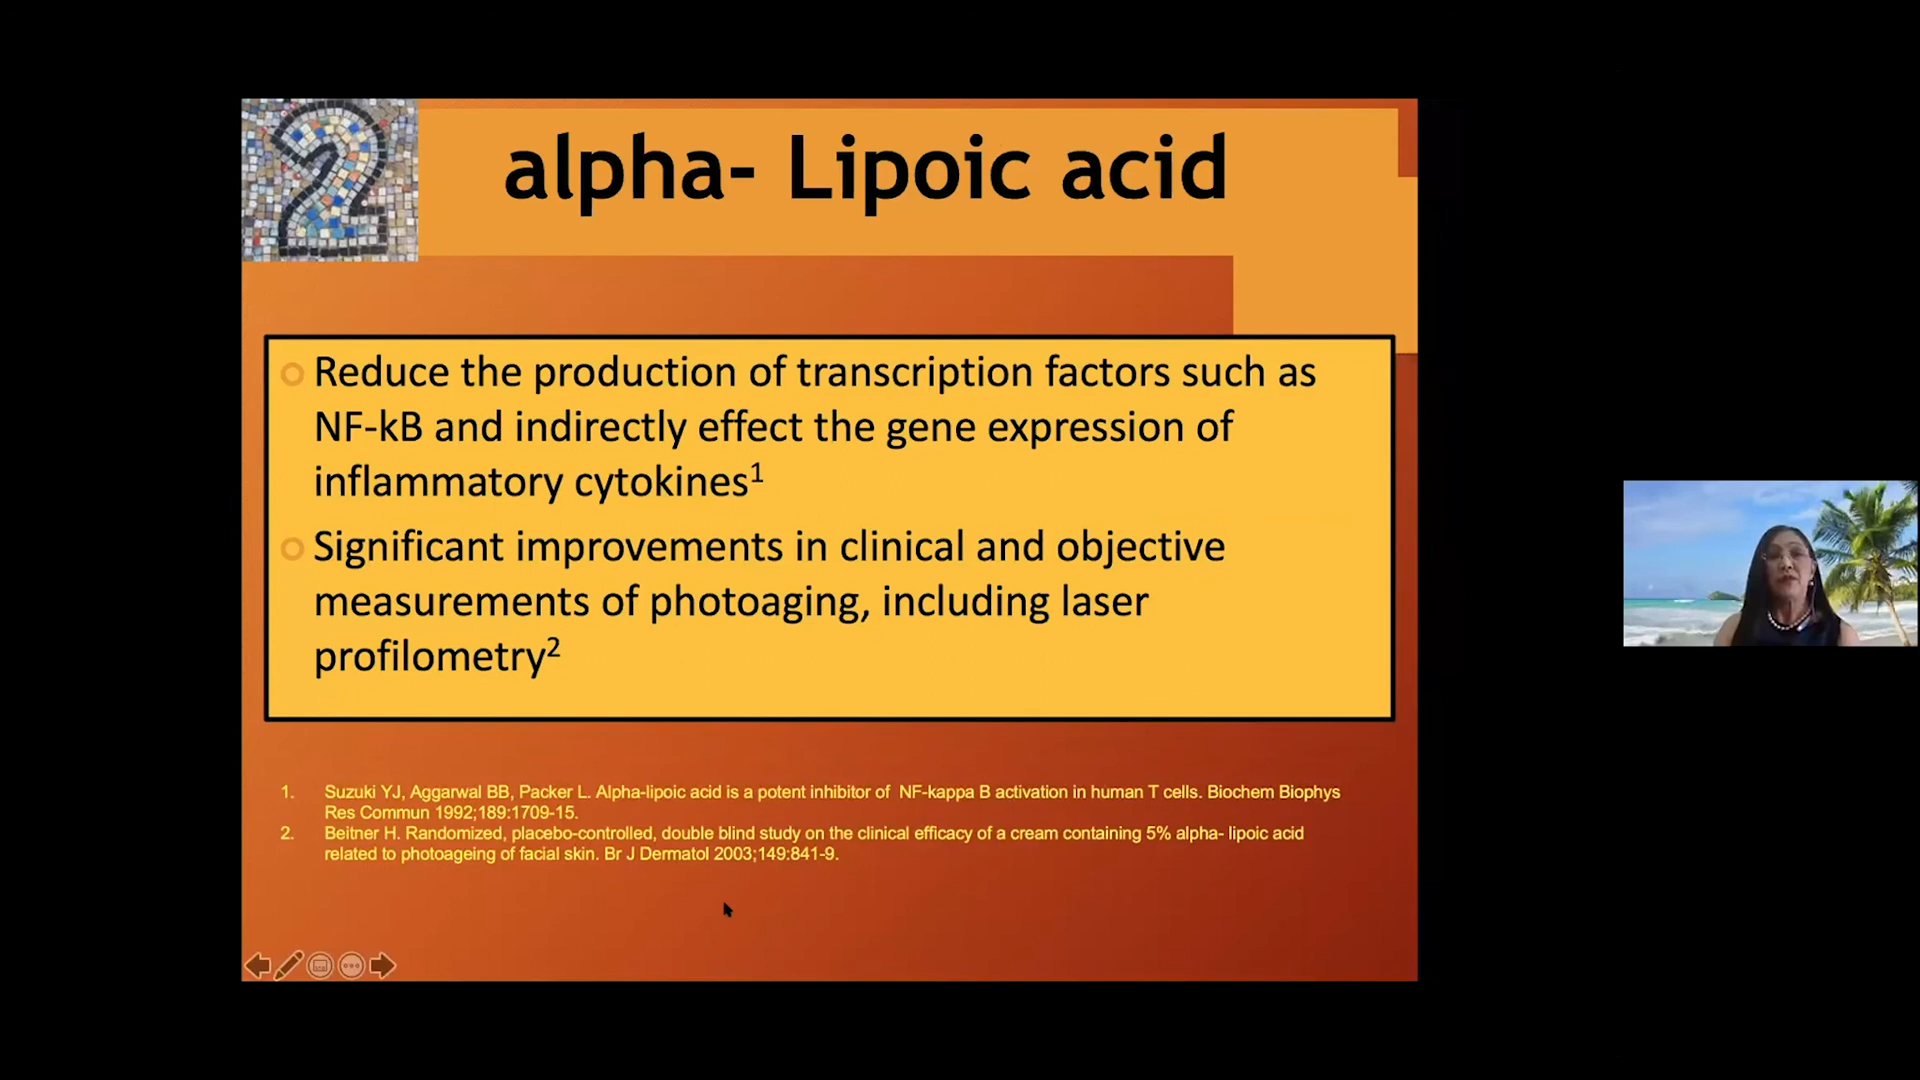 2
alpha- Lipoic acid
Reduce the production of transcription factors such as
NF-kB and indirectly effect the gene expression of
inflammatory cytokines1
Significant improvements in clinical and objective
measurements of photoaging, including laser
profilometry2
1. Suzuki YJ, Aggarwal BB, Packer L. Alpha-lipoic acid is a potent inhibitor of NF-kappa B activation in human T cells. Biochem Biophys
Res Commun 1992;189:1709-15.
2. Beitner H. Randomized, placebo-controlled, double blind study on the clinical efficacy of a cream containing 5% alpha- lipoic acid
related to photoageing of facial skin. Br J Dermatol 2003;149:841-9.